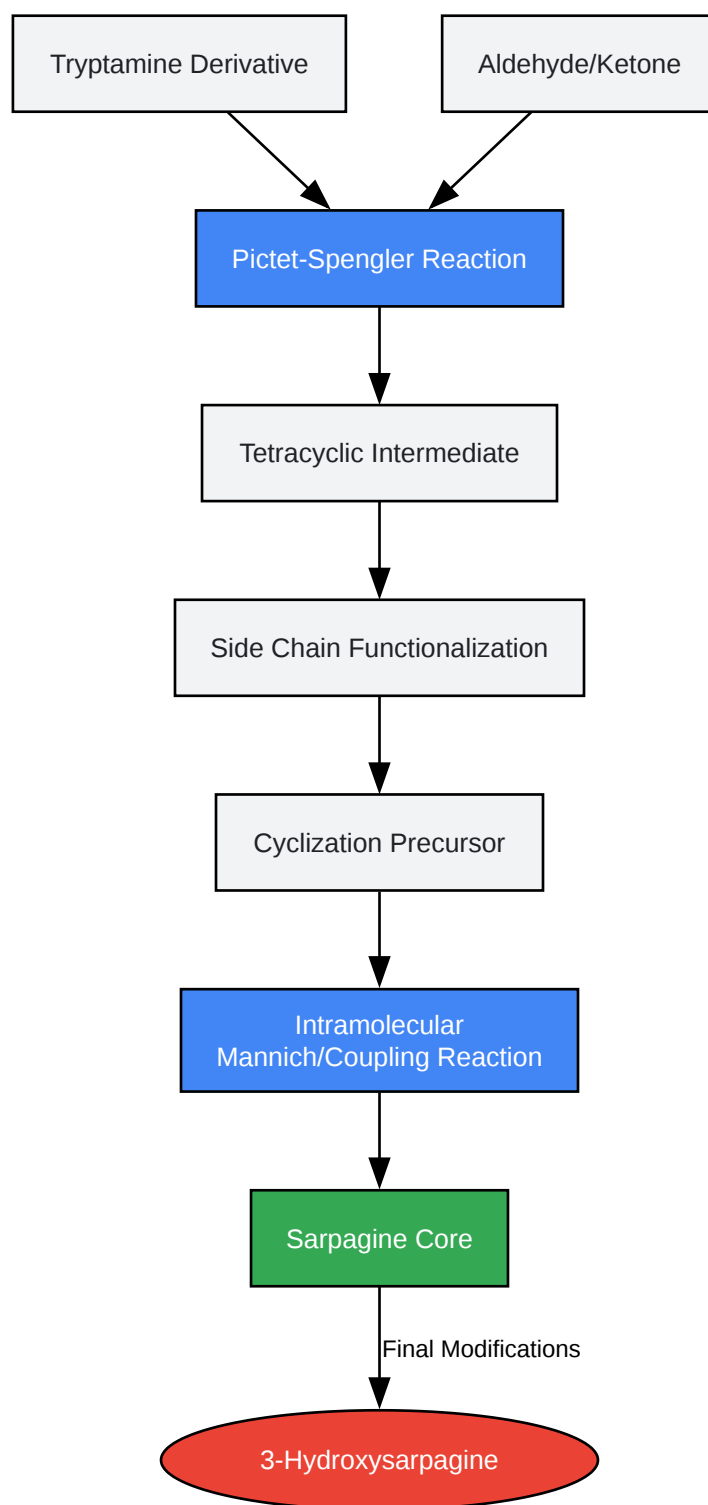 Tryptamine Derivative
Aldehyde/Ketone
Pictet-Spengler Reaction
Tetracyclic Intermediate
Side Chain Functionalization
Cyclization Precursor
Intramolecular
Mannich/Coupling Reaction
Sarpagine Core
Final Modifications
3-Hydroxysarpagine